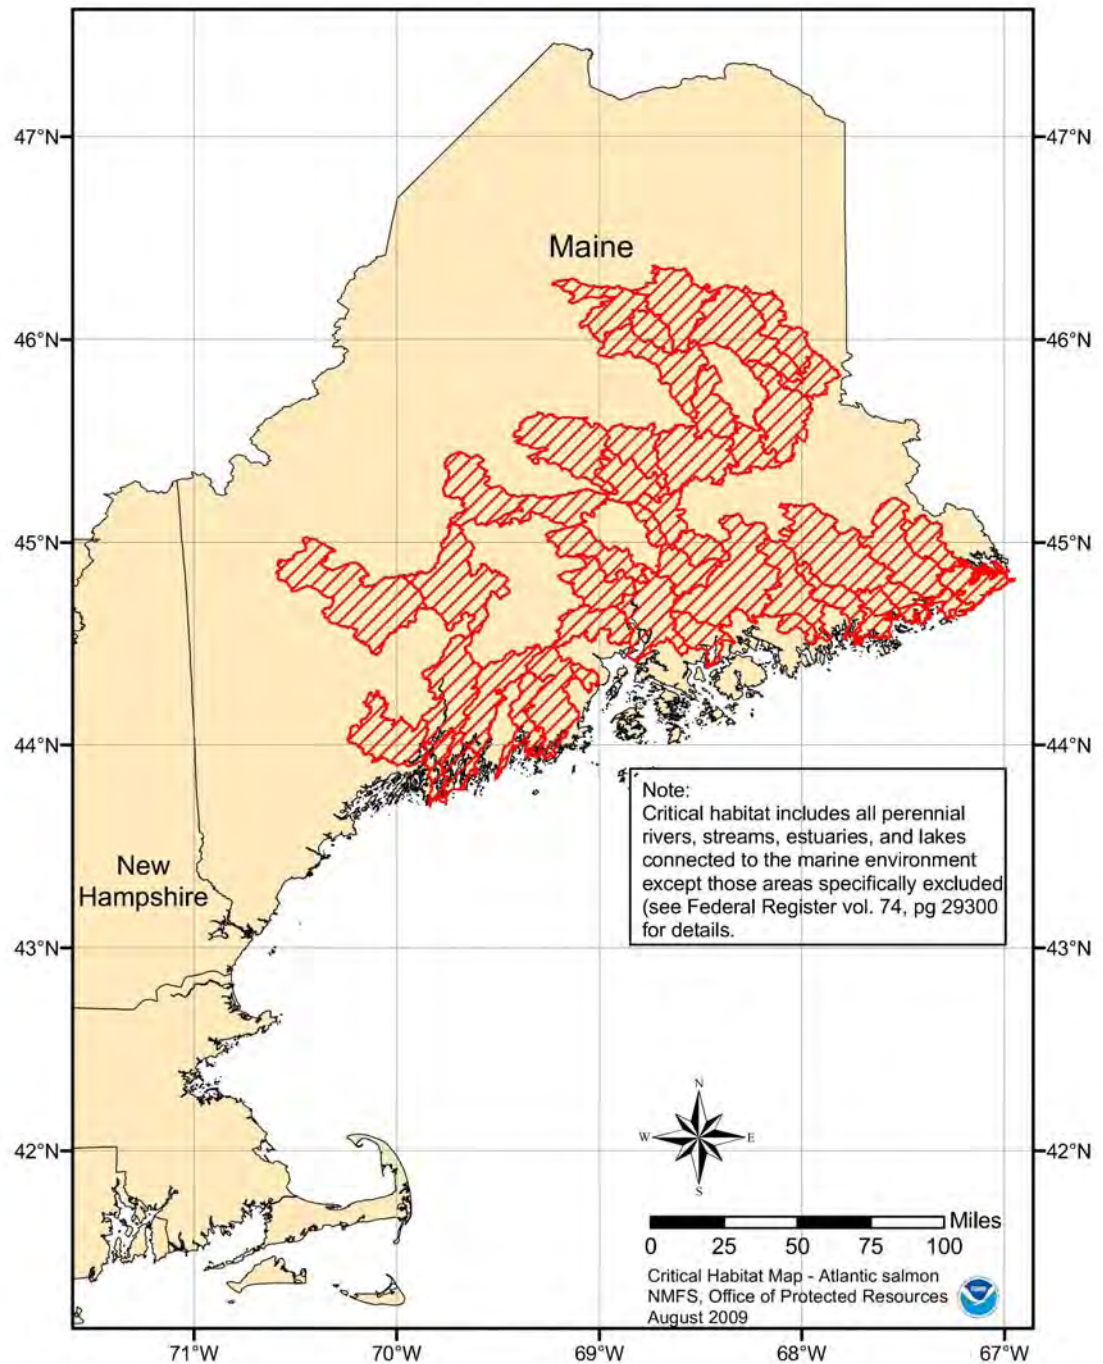 47°N
47°N
Maine
46°N
46°N
45°N
45°N
44°N
44°N
Note:
Critical habitat includes all perennial
rivers, streams, estuaries, and lakes
connected to the marine environment
except those areas specifically excluded
(see Federal Register vol. 74, pg 29300
for details.
New
Hampshire
43°N
43°N
N
W
E
S
42°N
42°N
Miles
0 25 50 75 100
Critical Habitat Map - Atlantic salmon
NMFS, Office of Protected Resources
August 2009
71°W 70°W 69°W 68°W 67°W